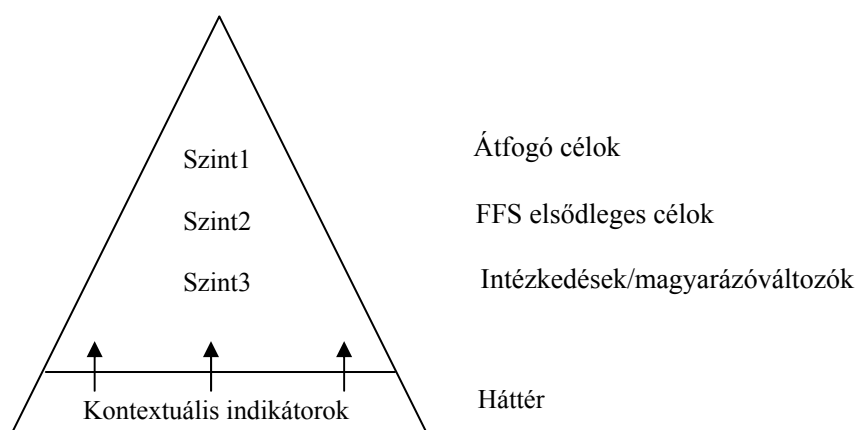 Szint1 Átfogó célok
Szint2 FFS elsődleges célok
Szint3 Intézkedések/magyarázóváltozók
Kontextuális indikátorok Háttér